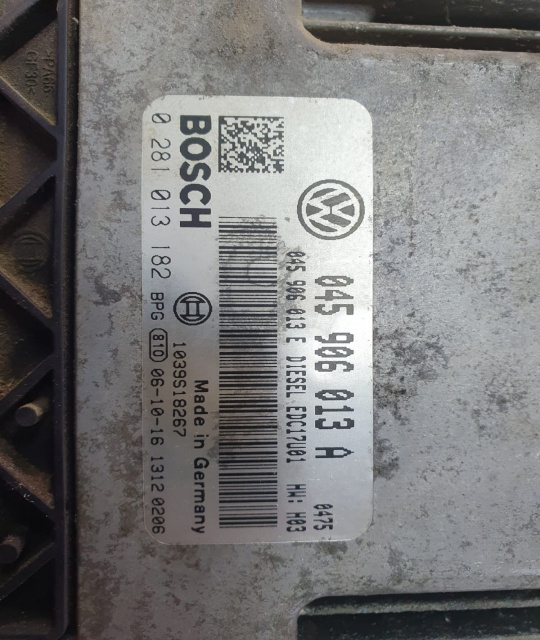 045 906 013 A 0475
045 906 013 E DIESEL EDC17U01 HW: H03
BOSCH
Made in Germany
1039S18267
0 281 013 182 BPG 810 06-10-16 1312 0206